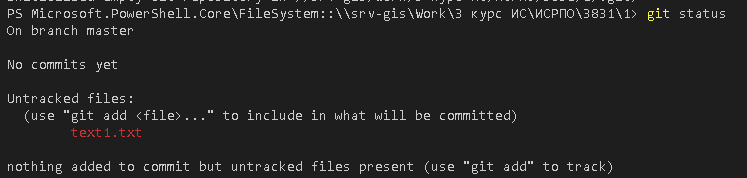 PS Microsoft.PowerShell.Core\FileSystem::\\srv-gis\Work\3 курс ИС\ИСРПО\3831\1> git status
On branch master
No commits yet
Untracked files:
(use "git add <file>..." to include in what will be committed)
text1.txt
nothing added to commit but untracked files present (use "git add" to track)